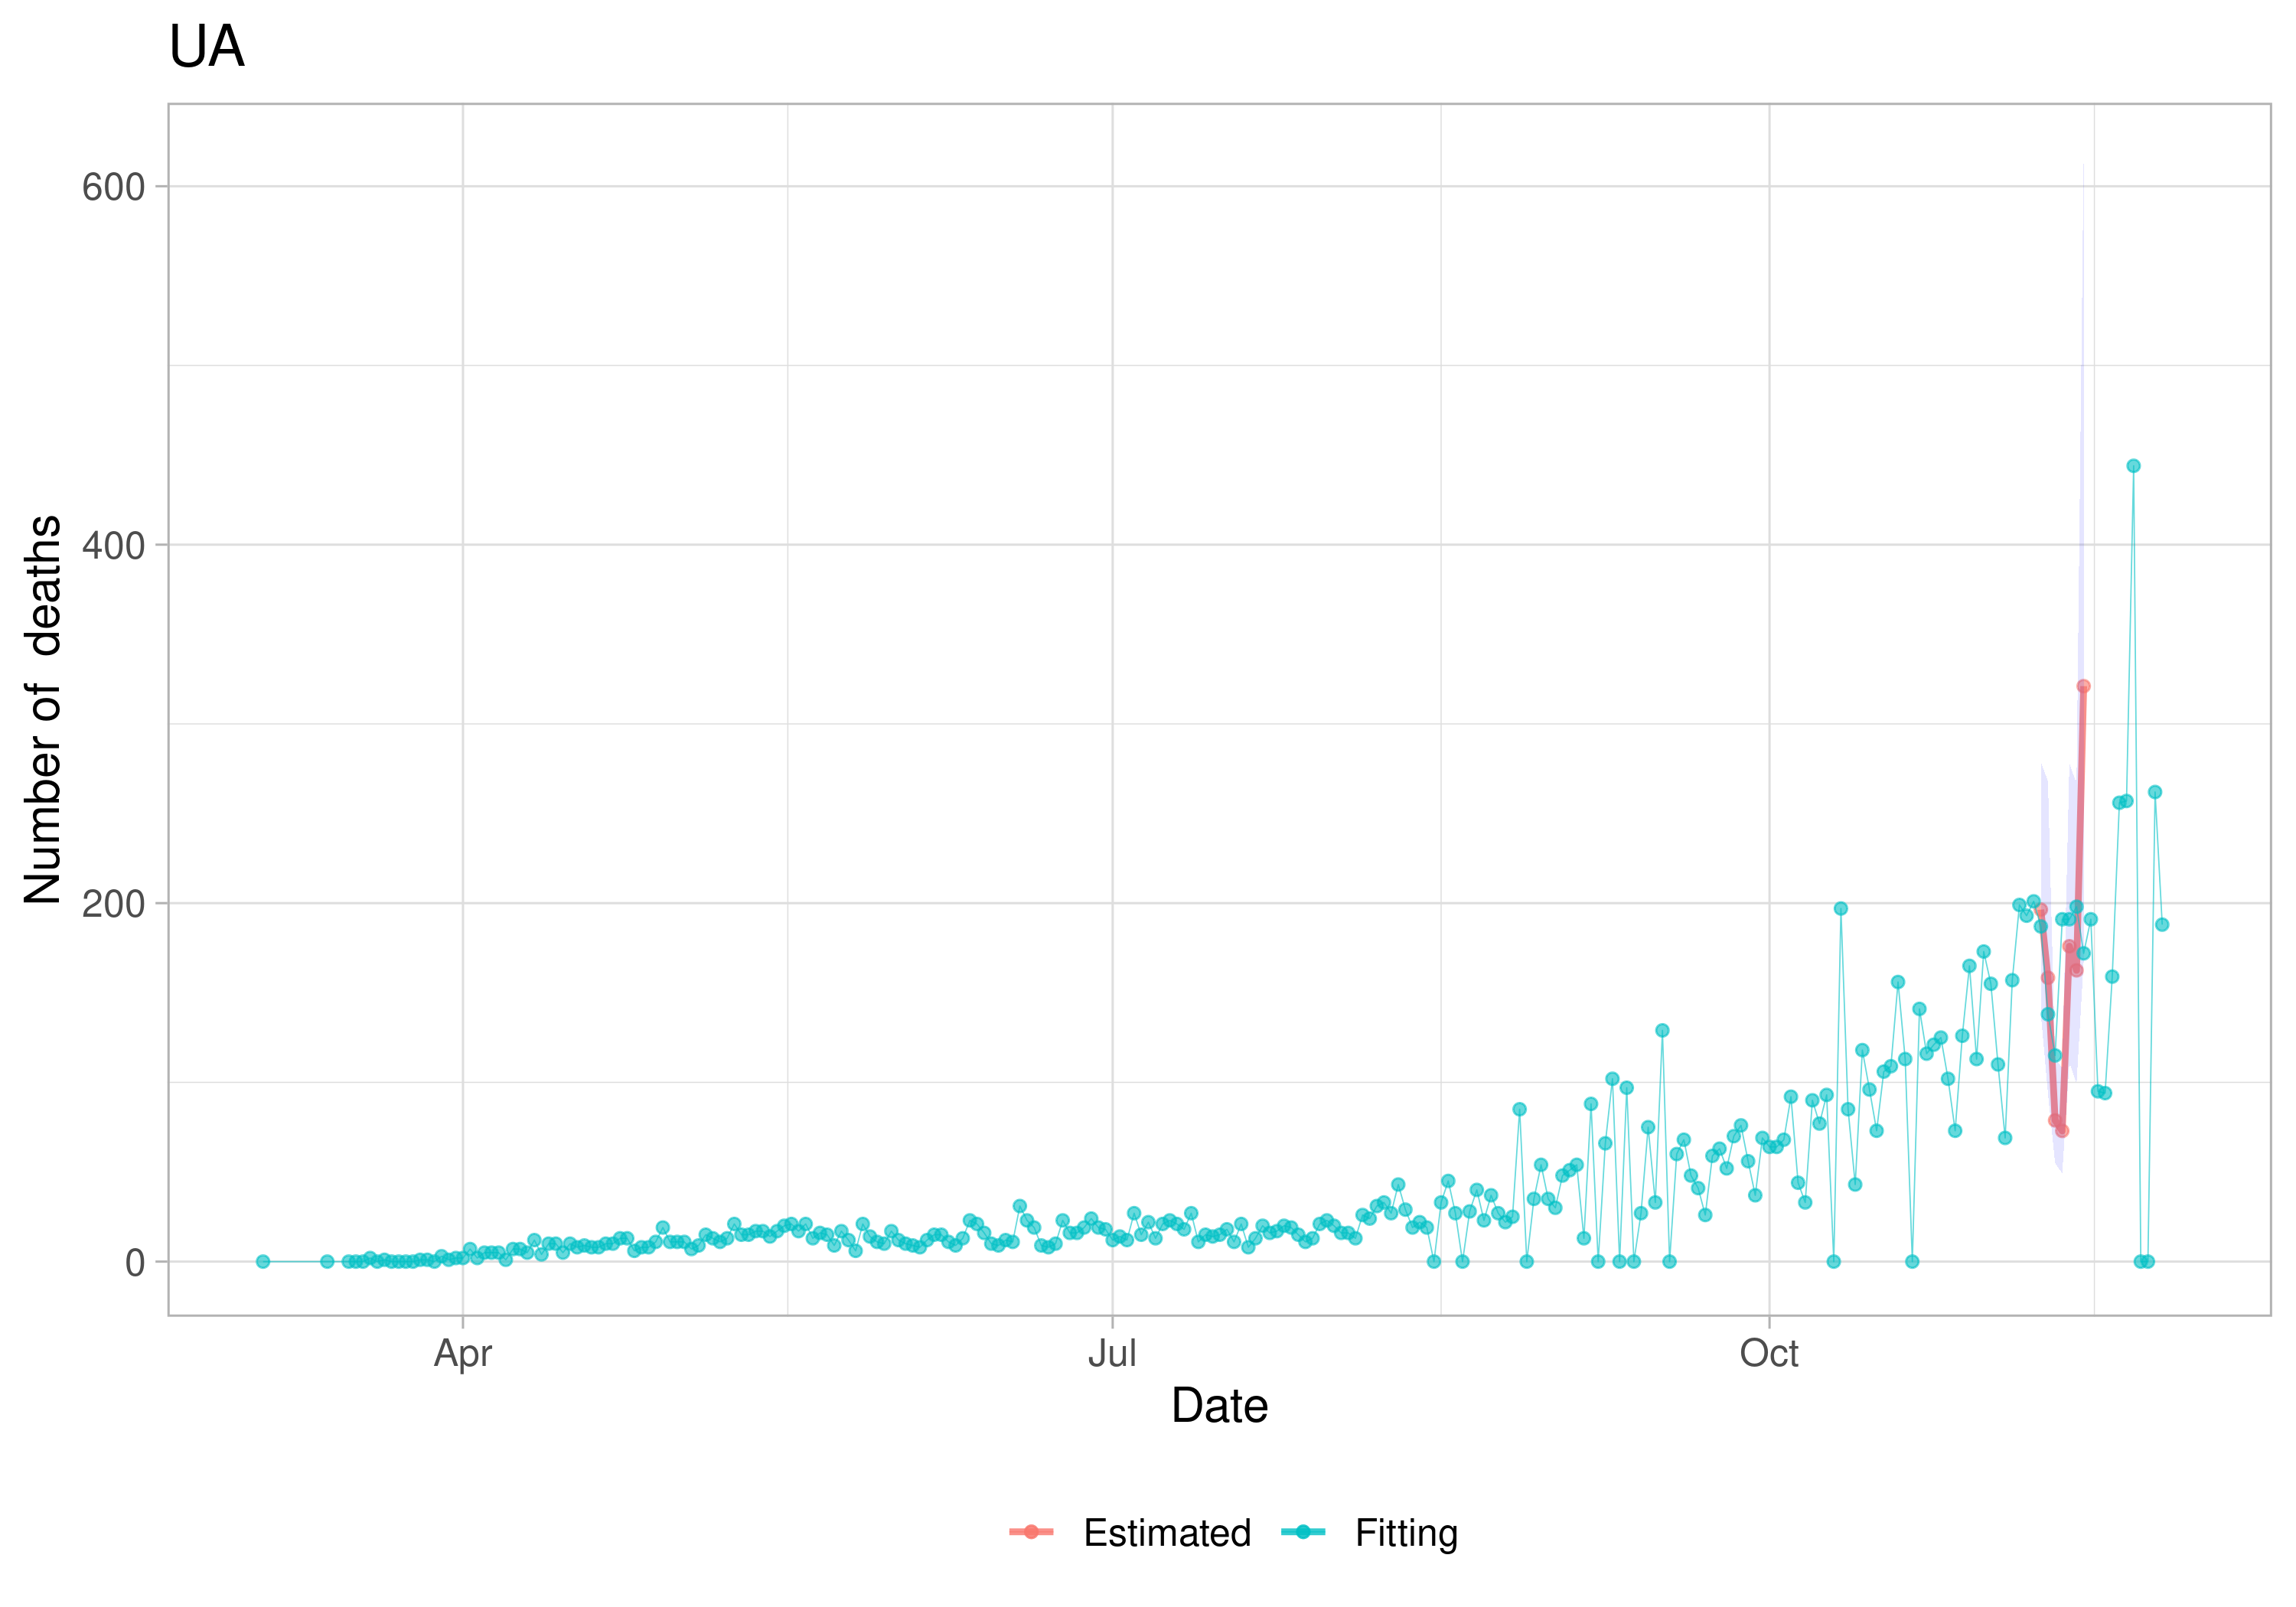 UA
600
400
200
0
Number of  deaths
Apr
Jul
Oct
Date
Estimated
Fitting